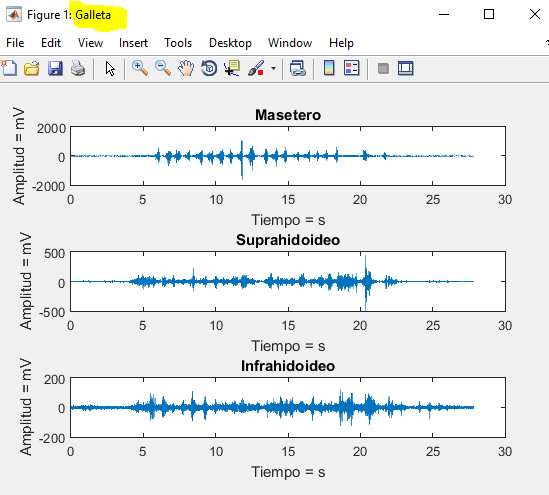 Figure 1: Galleta
File Edit View Insert Tools Desktop Window Help
Masetero
Amplitud = mV
2000
0
-2000
0 5 10 15 20 25 30
Tiempo = s
Suprahidoideo
Amplitud = mV
500
0
-500
0 5 10 15 20 25 30
Tiempo = s
Infrahidoideo
Amplitud = mV
200
0
-200
0 5 10 15 20 25 30
Tiempo = s